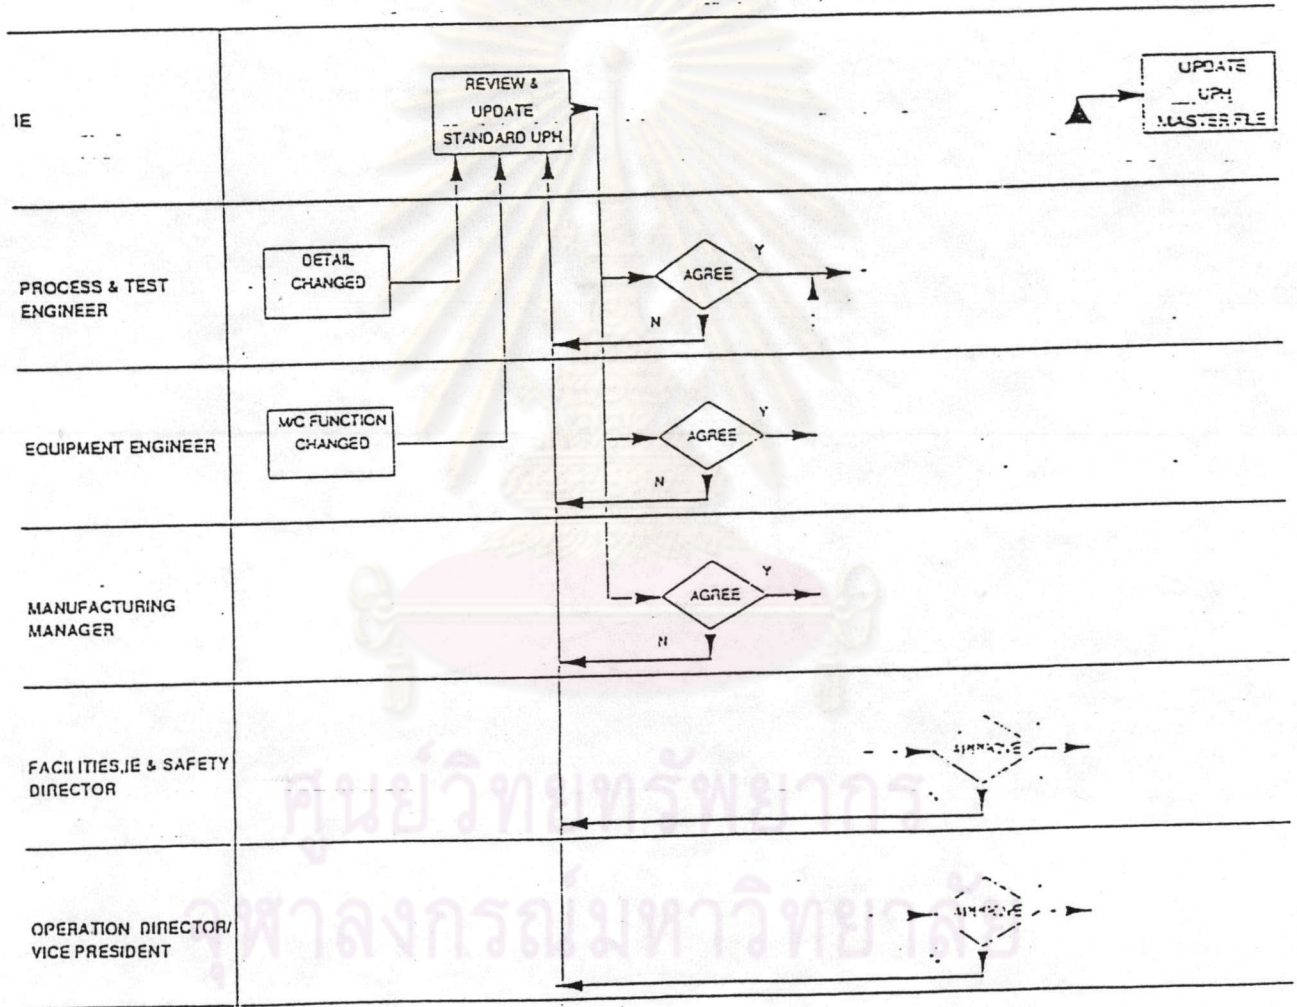 IE
REVIEW &
UPDATE
STANDARD UPH
UPDATE
UPH
MASTER FILE
PROCESS & TEST
ENGINEER
DETAIL
CHANGED
AGREE
Y
N
EQUIPMENT ENGINEER
M/C FUNCTION
CHANGED
AGREE
Y
N
MANUFACTURING
MANAGER
AGREE
Y
N
FACILITIES,IE & SAFETY
DIRECTOR
OPERATION DIRECTOR/
VICE PRESIDENT
ศูนย์วิทยทรัพยากร
จุฬาลงกรณ์มหาวิทยาลัย